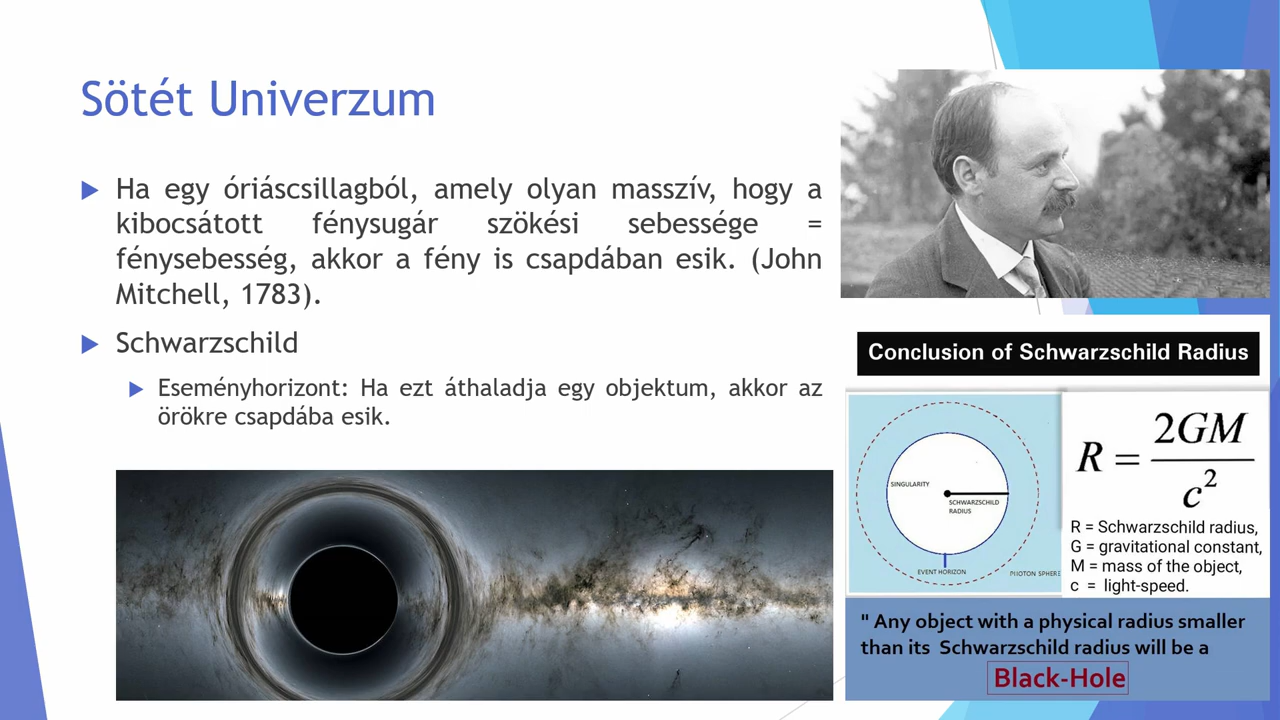 Sötét Univerzum
Ha egy óriáscsillagból, amely olyan masszív, hogy a
kibocsátott fénysugár szökési sebessége =
fénysebesség, akkor a fény is csapdában esik. (John
Mitchell, 1783).
Schwarzschild
Eseményhorizont: Ha ezt áthaladja egy objektum, akkor az
örökre csapdába esik.
Conclusion of Schwarzschild Radius
SINGULARITY
SCHWARZSCHILD
RADIUS
EVENT HORIZON
PHOTON SPHERE
R = 2GM / c²
R = Schwarzschild radius,
G = gravitational constant,
M = mass of the object,
c = light-speed.
" Any object with a physical radius smaller
than its Schwarzschild radius will be a
Black-Hole